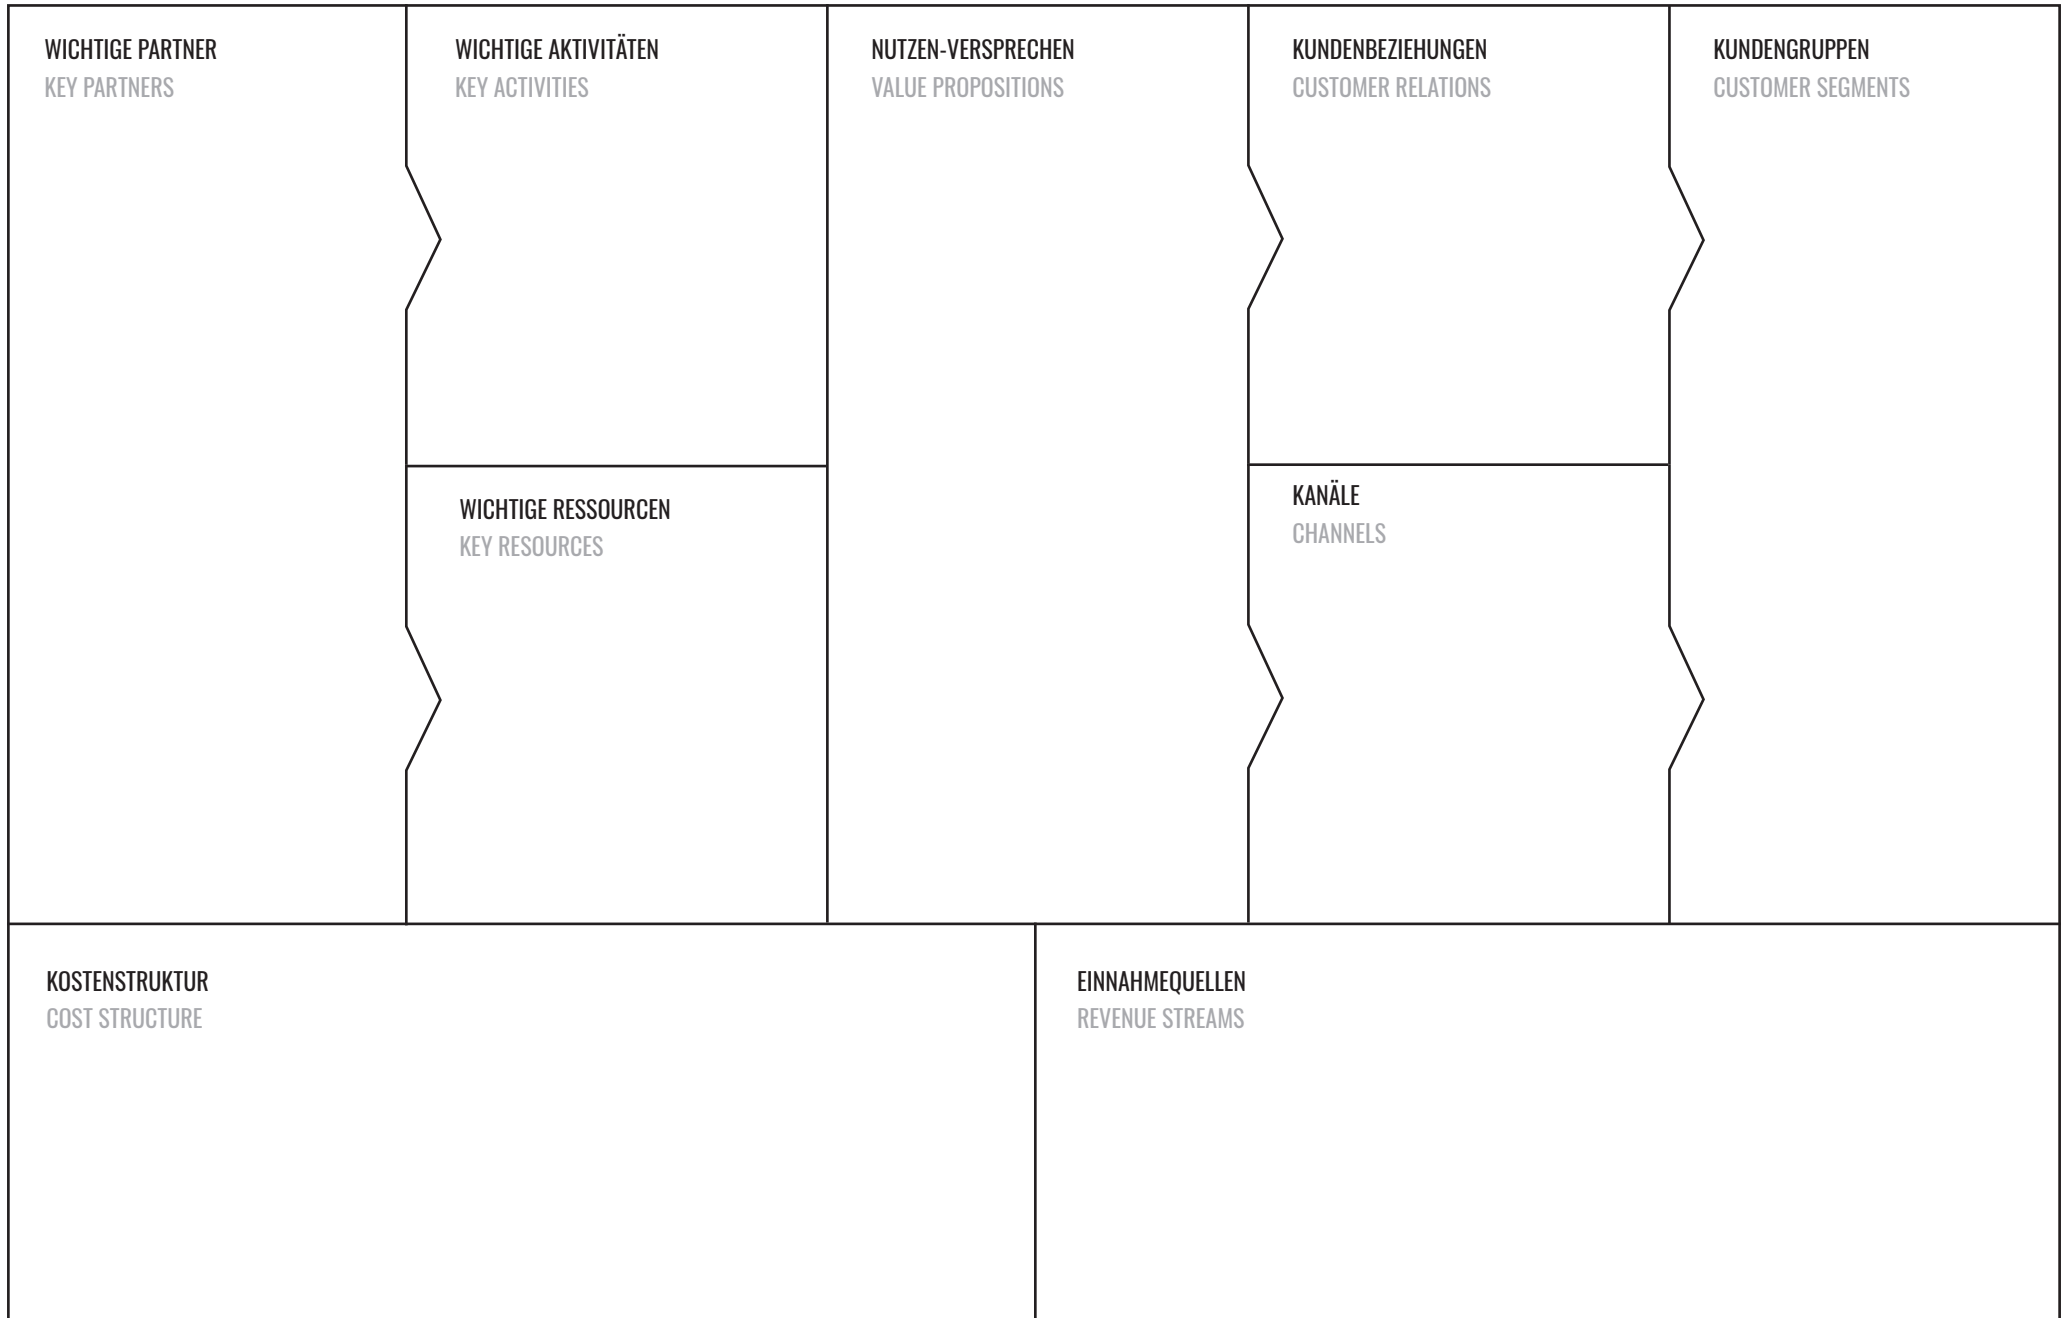 WICHTIGE PARTNER
KEY PARTNERS
WICHTIGE AKTIVITÄTEN
KEY ACTIVITIES
WICHTIGE RESSOURCEN
KEY RESOURCES
NUTZEN-VERSPRECHEN
VALUE PROPOSITIONS
KUNDENBEZIEHUNGEN
CUSTOMER RELATIONS
KANÄLE
CHANNELS
KUNDENGRUPPEN
CUSTOMER SEGMENTS
KOSTENSTRUKTUR
COST STRUCTURE
EINNAHMEQUELLEN
REVENUE STREAMS